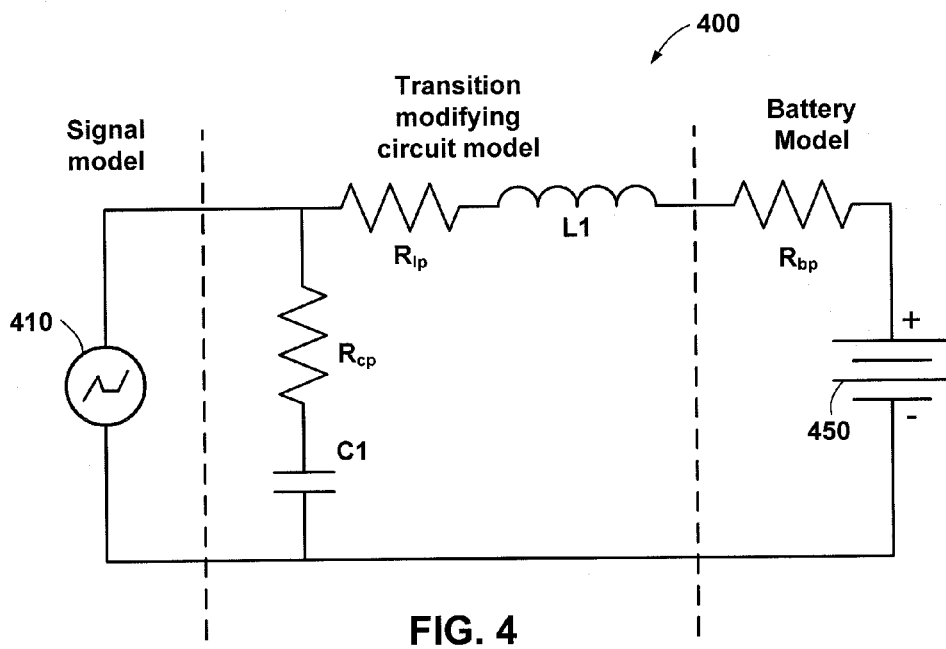 400
Transition
modifying
circuit model
Signal
model
Battery
Model
R_lp
L1
R_bp
410
R_cp
C1
+
-
450
FIG. 4